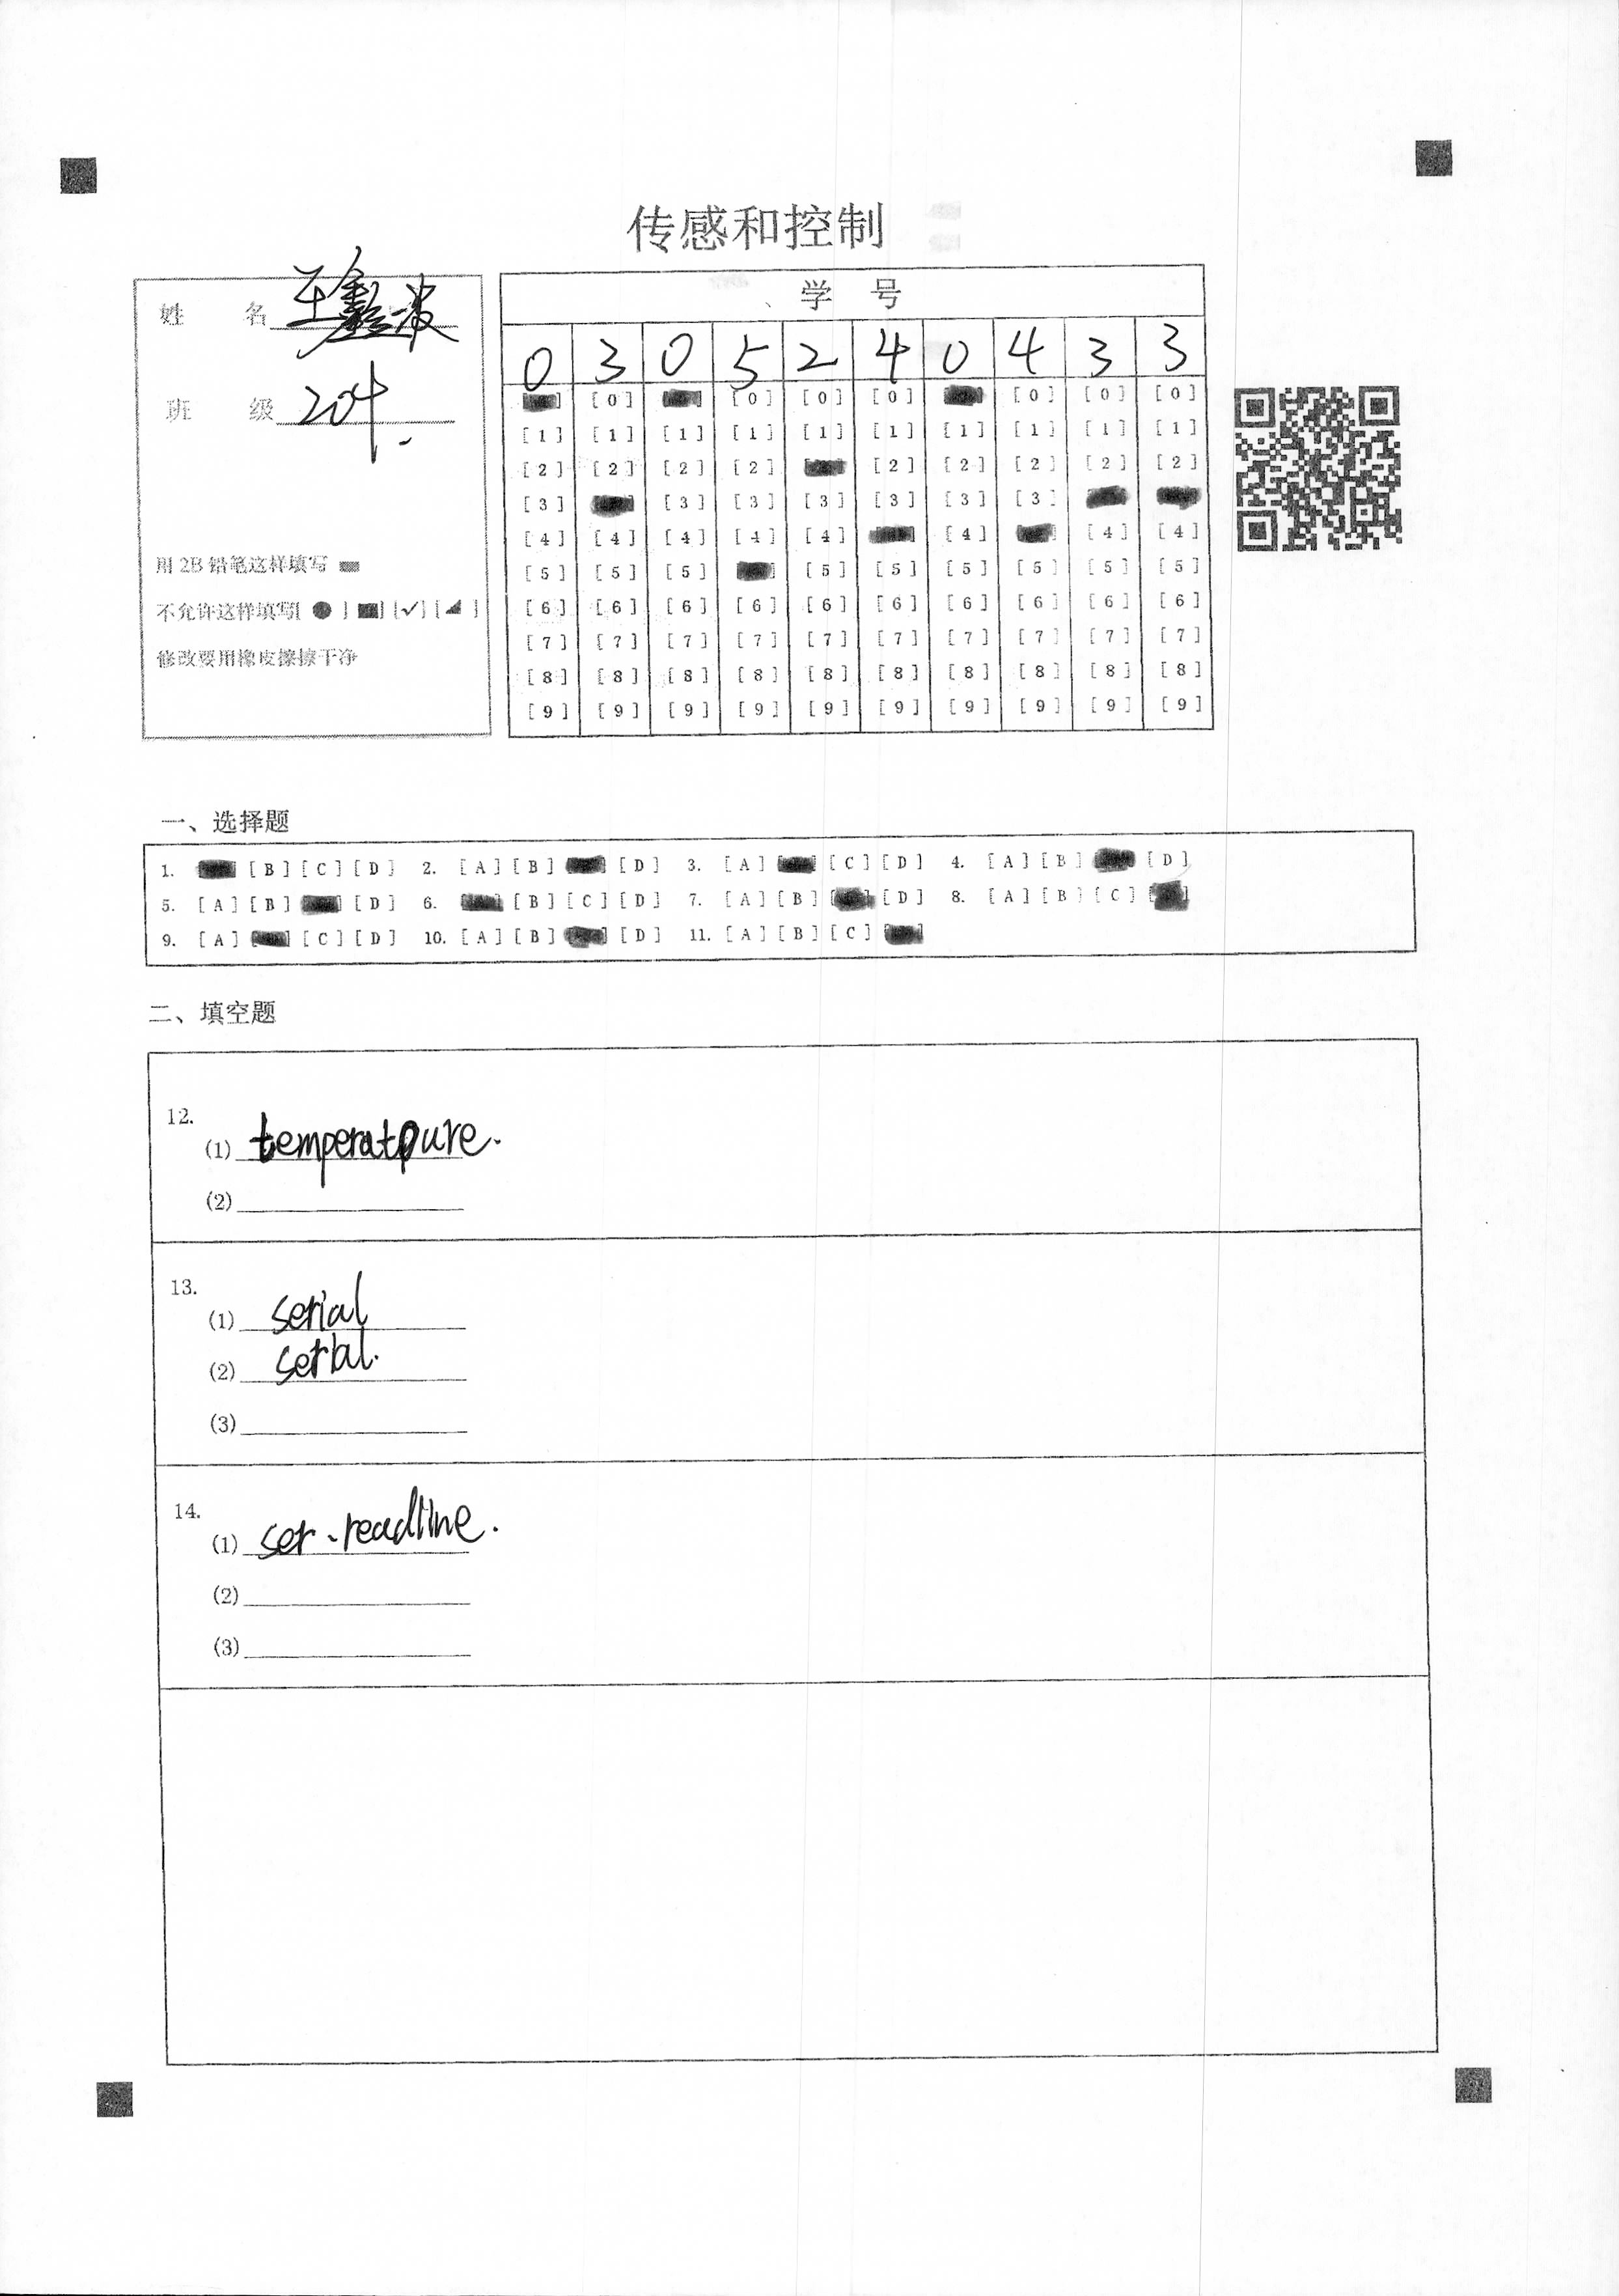 传感和控制
姓 名 王鑫波
班 级 204.
用 2B 铅笔这样填写
不允许这样填写[ ● ] [■] [✓] [◢ ]
修改要用橡皮擦擦干净
学 号
0 3 0 5 2 4 0 4 3 3
[0] [0] [0] [0] [0] [0]
[1] [1] [1] [1] [1] [1] [1] [1] [1] [1]
[2] [2] [2] [2] [2] [2] [2] [2] [2]
[3] [3] [3] [3] [3] [3] [3]
[4] [4] [4] [4] [4] [4] [4] [4]
[5] [5] [5] [5] [5] [5] [5] [5] [5]
[6] [6] [6] [6] [6] [6] [6] [6] [6] [6]
[7] [7] [7] [7] [7] [7] [7] [7] [7] [7]
[8] [8] [8] [8] [8] [8] [8] [8] [8] [8]
[9] [9] [9] [9] [9] [9] [9] [9] [9] [9]
一、选择题
1. [B] [C] [D] 2. [A] [B] [D] 3. [A] [C] [D] 4. [A] [B] [D]
5. [A] [B] [D] 6. [B] [C] [D] 7. [A] [B] [D] 8. [A] [B] [C]
9. [A] [C] [D] 10. [A] [B] [D] 11. [A] [B] [C]
二、填空题
12.
(1) temperatoure.
(2)
13.
(1) serial
(2) serial.
(3)
14.
(1) ser.readline.
(2)
(3)